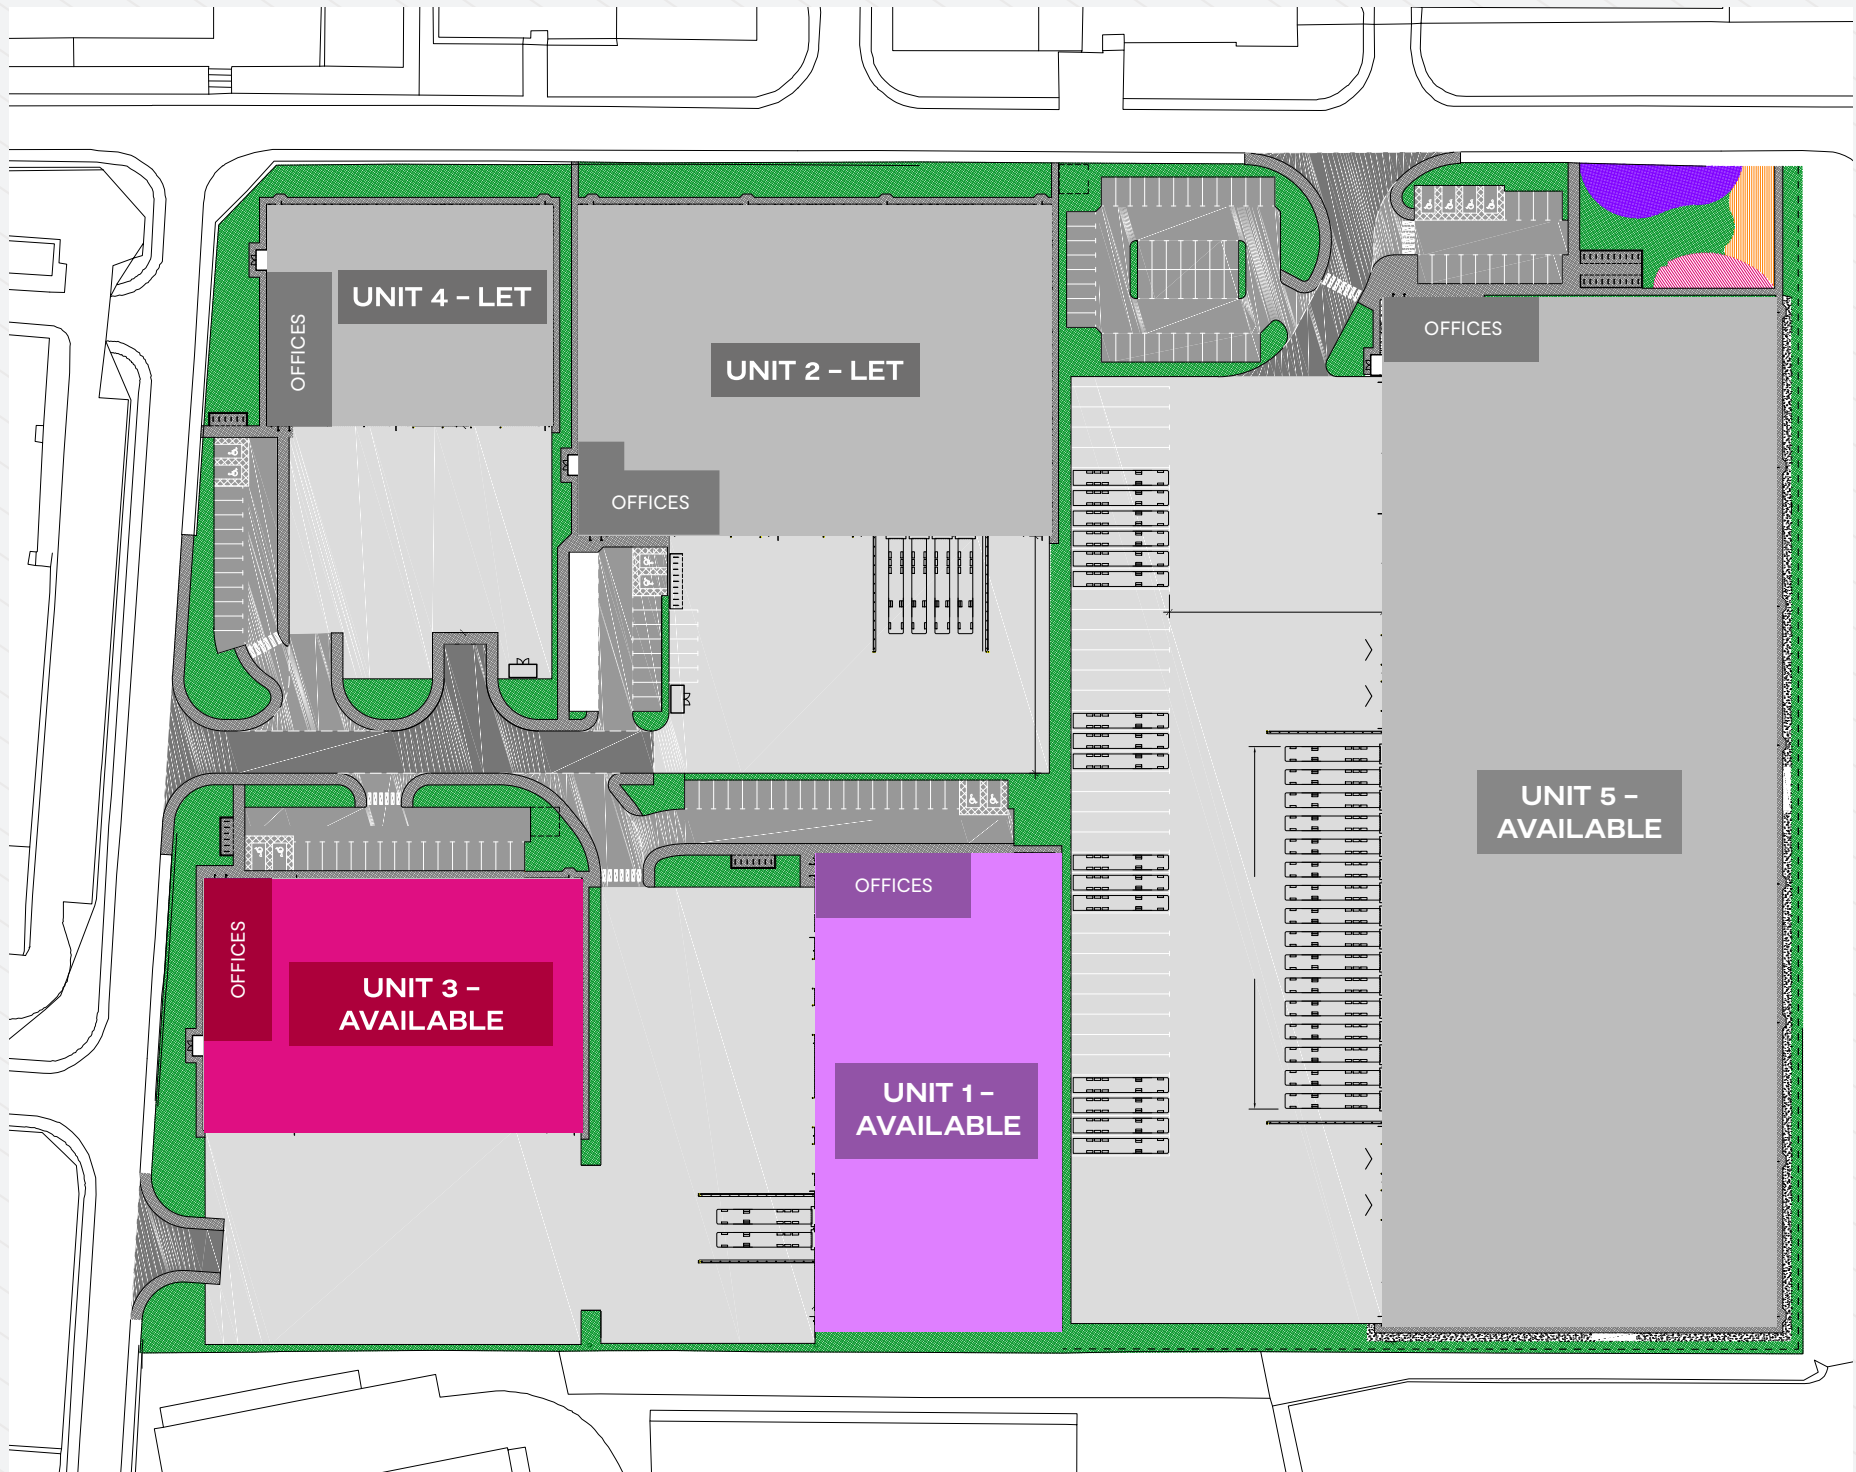 UNIT 4 – LET
OFFICES
UNIT 2 – LET
OFFICES
OFFICES
UNIT 5 –
AVAILABLE
OFFICES
UNIT 3 –
AVAILABLE
OFFICES
UNIT 1 –
AVAILABLE